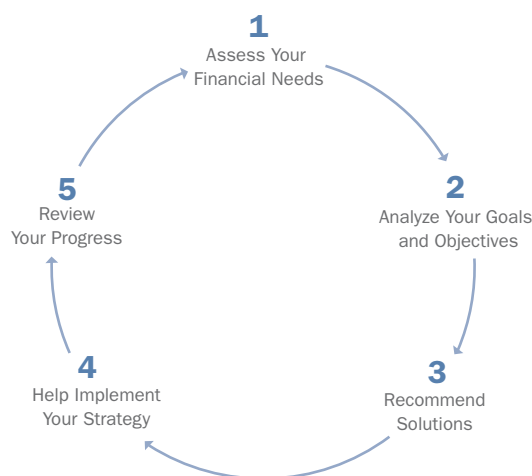 1
Assess Your
Financial Needs
2
Analyze Your Goals
and Objectives
3
Recommend
Solutions
4
Help Implement
Your Strategy
5
Review
Your Progress